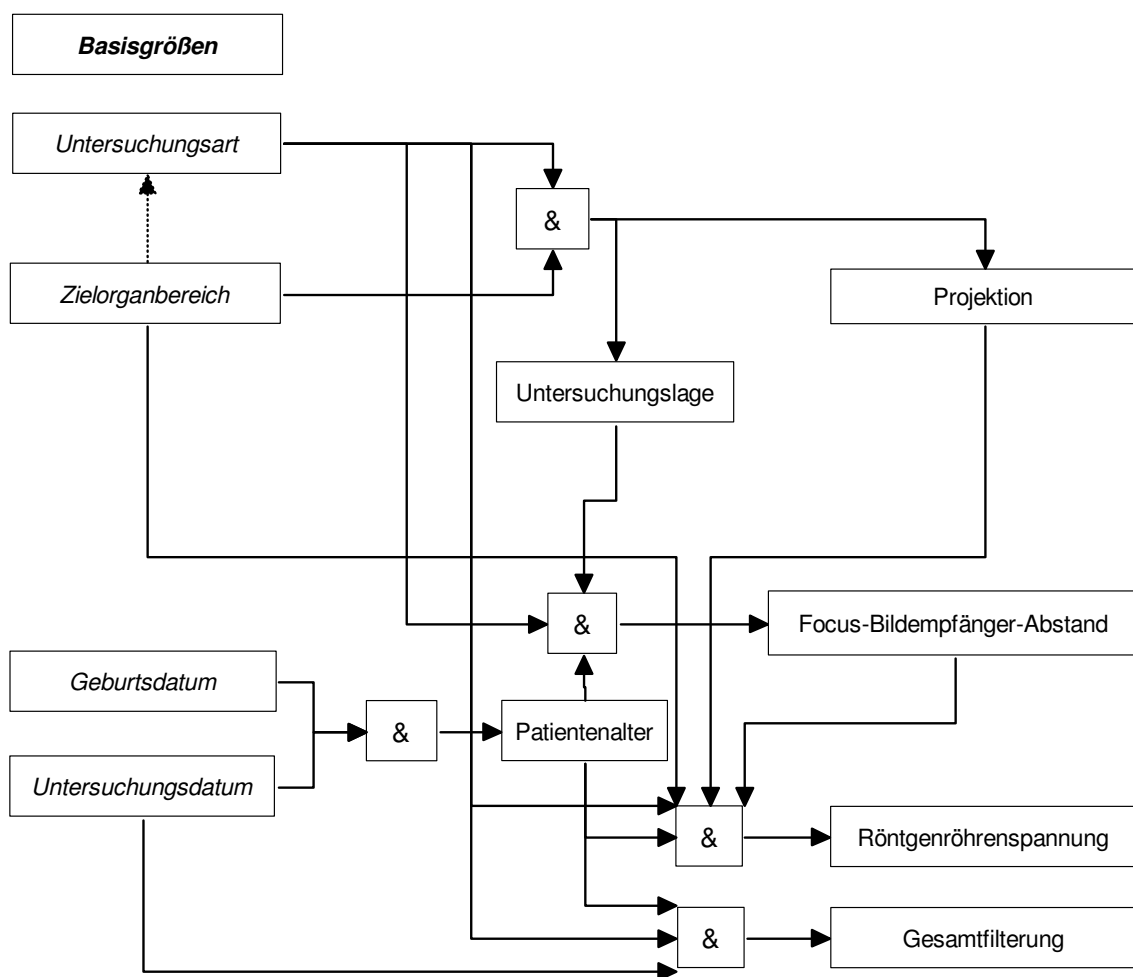 Basisgrößen
Untersuchungsart
&
Zielorganbereich
Projektion
Untersuchungslage
&
Focus-Bildempfänger-Abstand
Geburtsdatum
&
Patientenalter
Untersuchungsdatum
&
Röntgenröhrenspannung
&
Gesamtfilterung